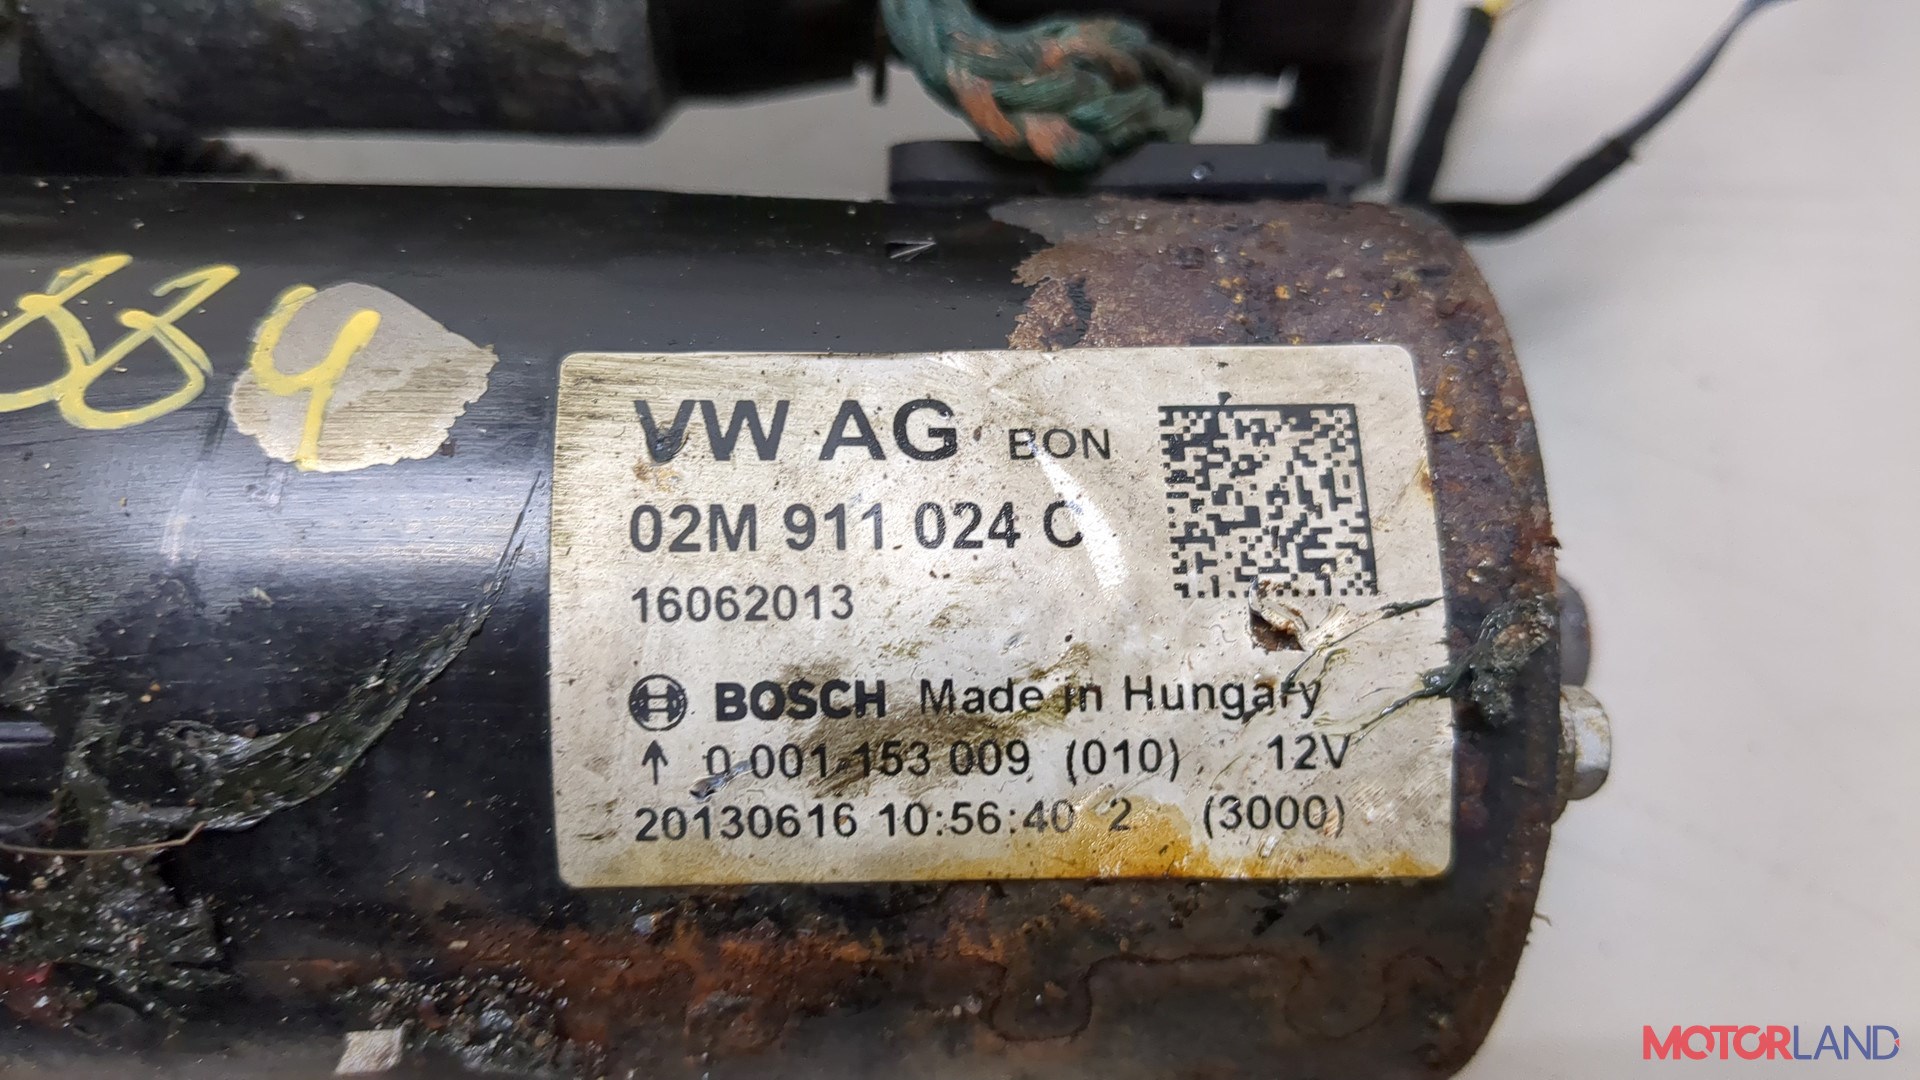 VW AG BON
02M 911 024 C
16062013
BOSCH Made in Hungary
↑ 0 001 153 009 (010) 12V
20130616 10:56:40 2 (3000)
MOTORLAND